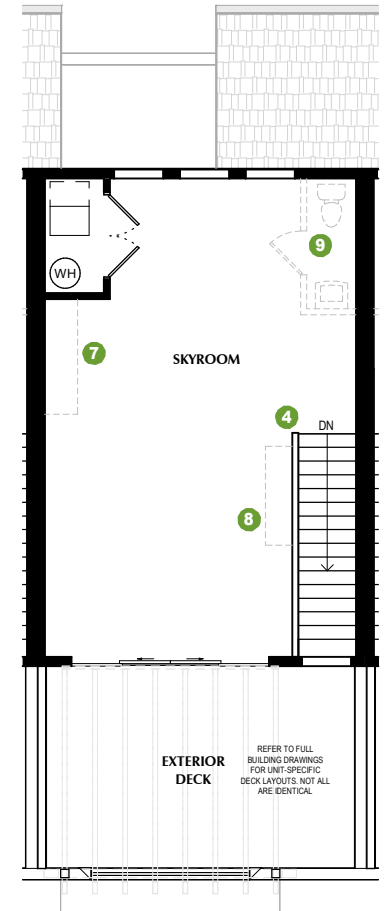 9
WH
7
SKYROOM
4
DN
8
EXTERIOR
DECK
REFER TO FULL
BUILDING DRAWINGS
FOR UNIT-SPECIFIC
DECK LAYOUTS. NOT ALL
ARE IDENTICAL